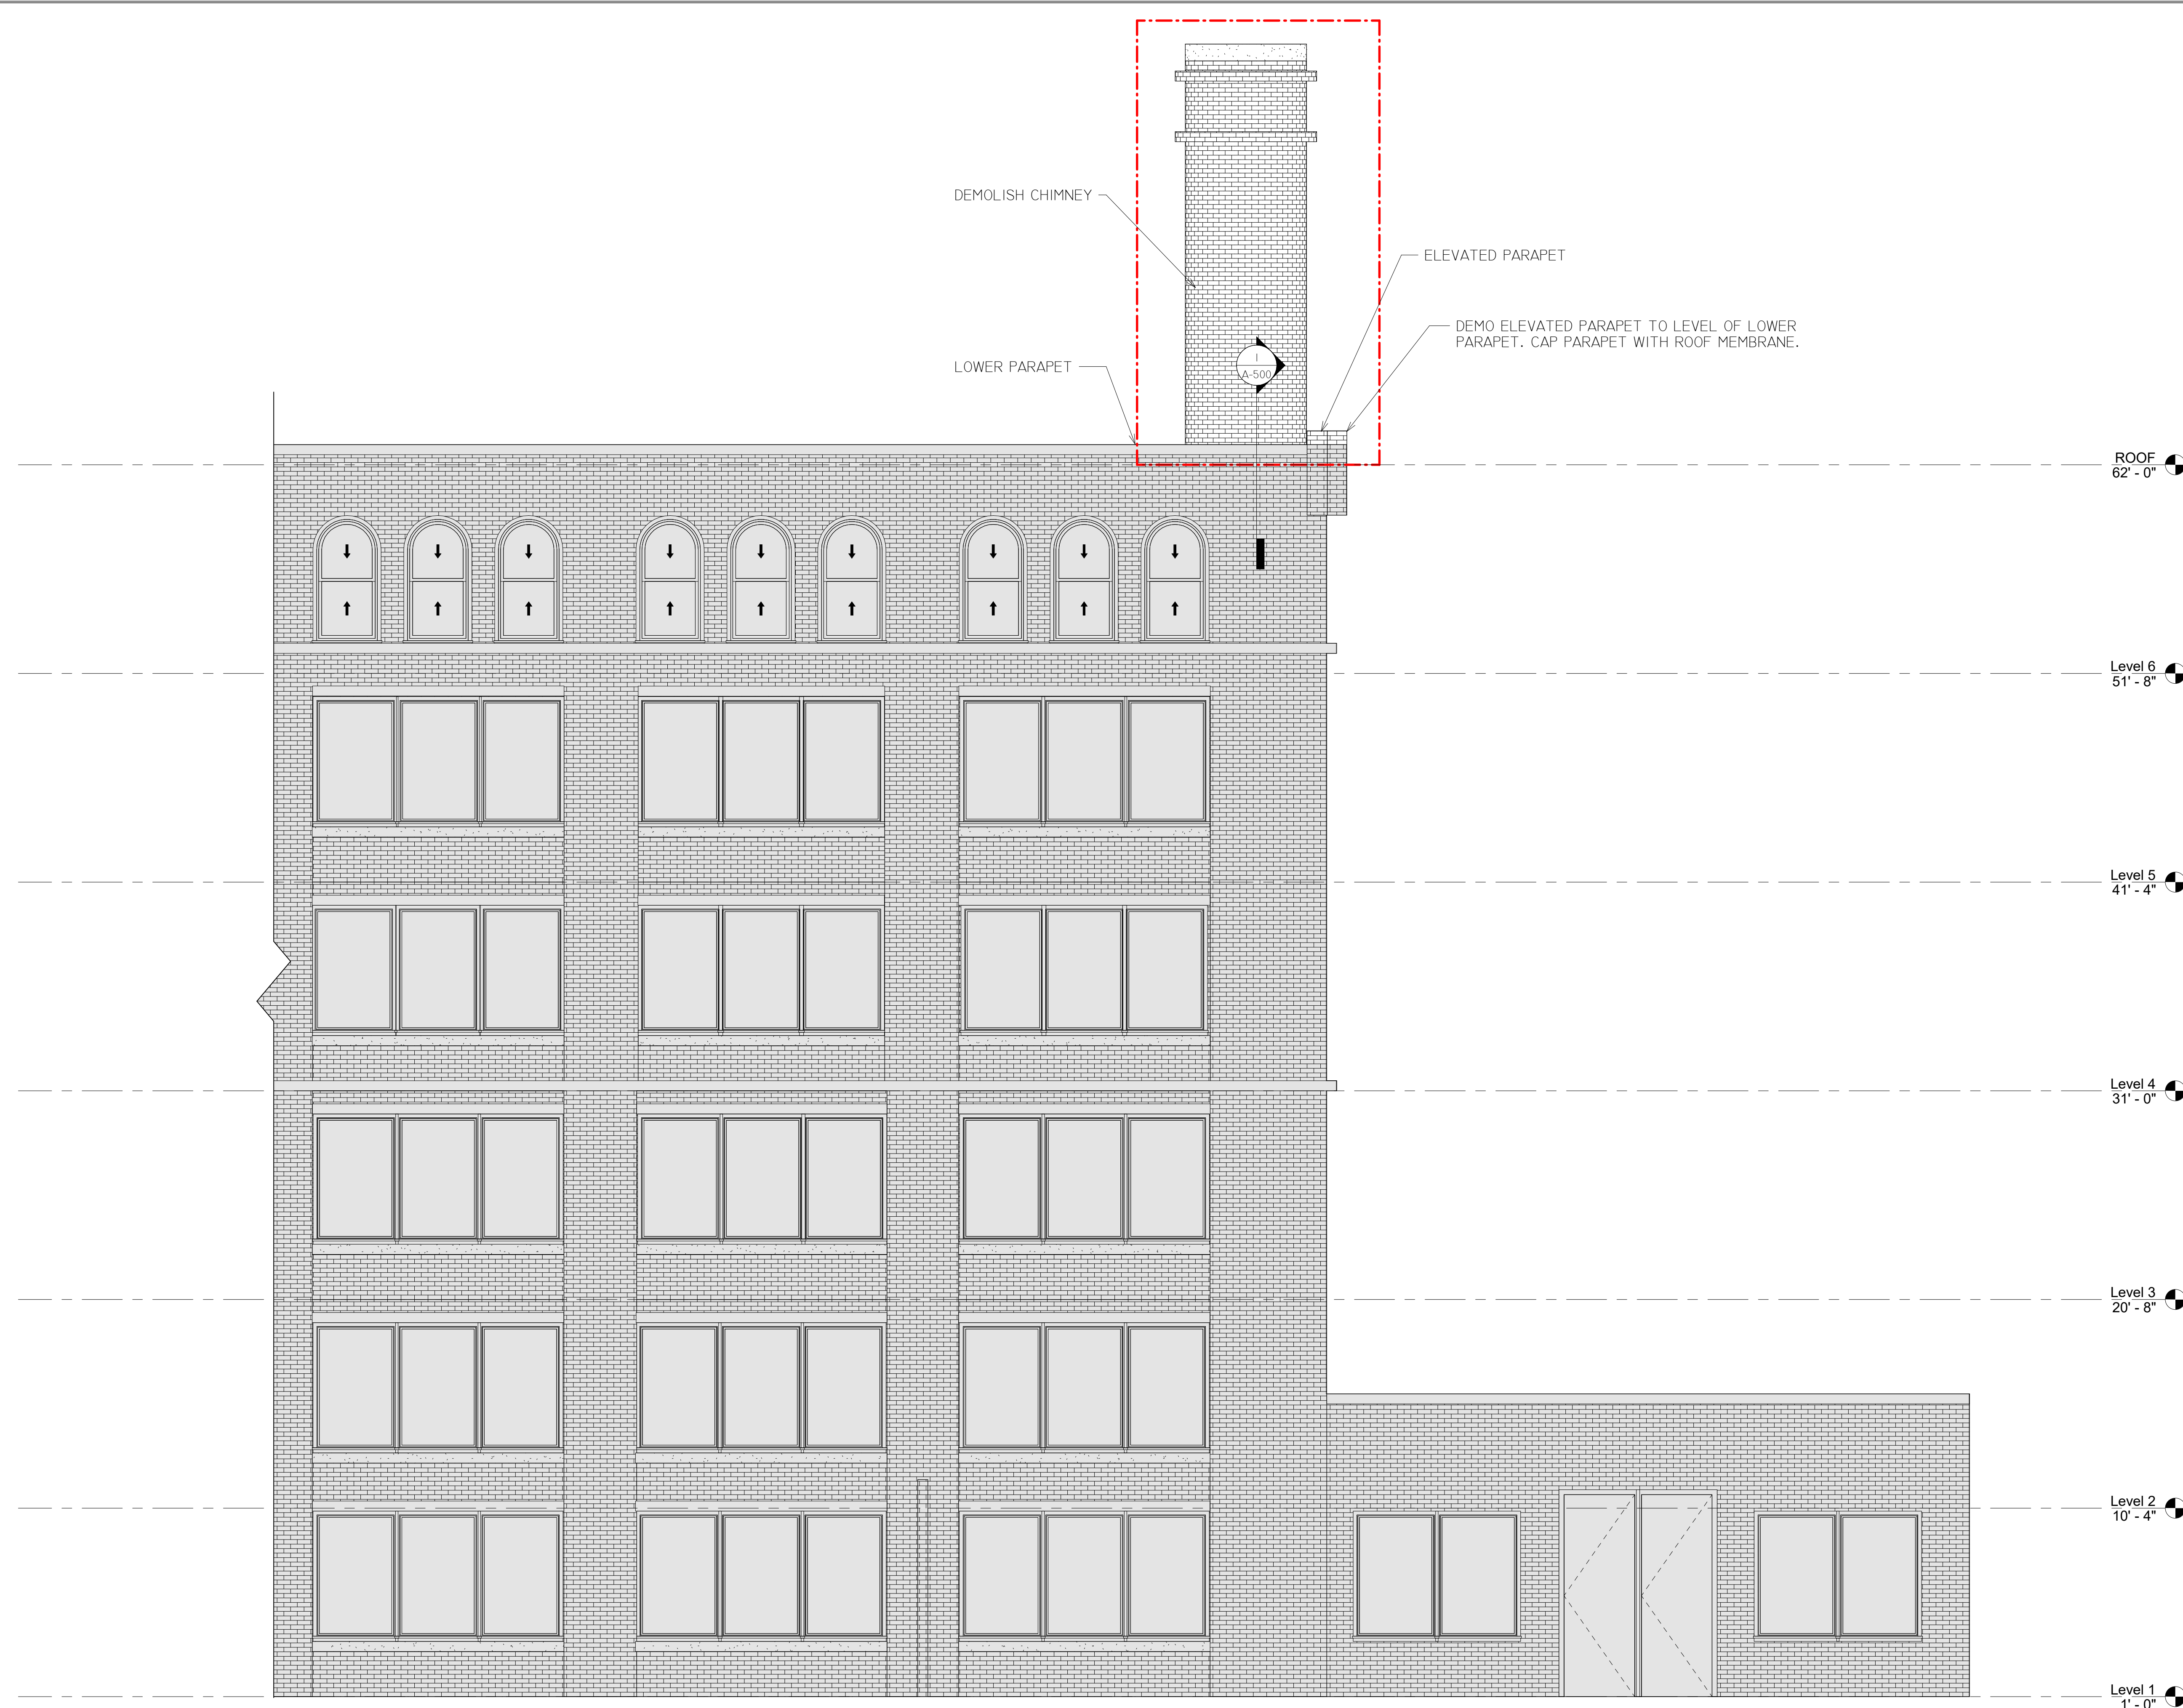 DEMOLISH CHIMNEY
ELEVATED PARAPET
DEMO ELEVATED PARAPET TO LEVEL OF LOWER
PARAPET. CAP PARAPET WITH ROOF MEMBRANE.
1
A-500
LOWER PARAPET
ROOF
62' - 0"
Level 6
51' - 8"
Level 5
41' - 4"
Level 4
31' - 0"
Level 3
20' - 8"
Level 2
10' - 4"
Level 1
1' - 0"